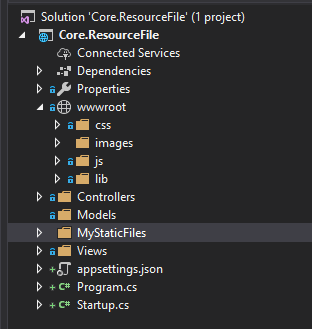 Solution 'Core.ResourceFile (1 project)
Core.ResourceFile
Connected Services
Dependencies
Properties
wwwroot
css
images
js
lib
Controllers
Models
MyStaticFiles
Views
appsettings.json
C# Program.cs
C# Startup.cs